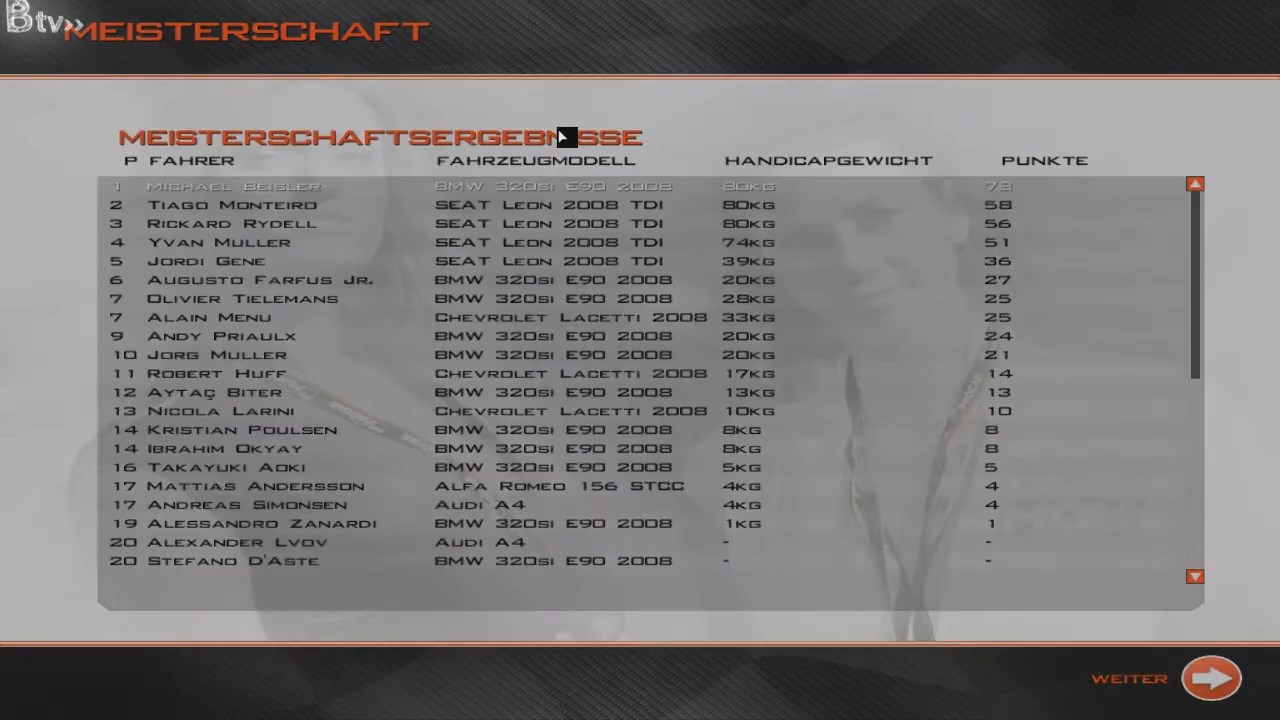 Btv»
MEISTERSCHAFT
MEISTERSCHAFTSERGEBNISSE
P FAHRER FAHRZEUGMODELL HANDICAPGEWICHT PUNKTE
1 MICHAEL BEISLER BMW 320SI E90 2008 80KG 73
2 TIAGO MONTEIRO SEAT LEON 2008 TDI 80KG 58
3 RICKARD RYDELL SEAT LEON 2008 TDI 80KG 56
4 YVAN MULLER SEAT LEON 2008 TDI 74KG 51
5 JORDI GENE SEAT LEON 2008 TDI 39KG 36
6 AUGUSTO FARFUS JR. BMW 320SI E90 2008 20KG 27
7 OLIVIER TIELEMANS BMW 320SI E90 2008 28KG 25
7 ALAIN MENU CHEVROLET LACETTI 2008 33KG 25
9 ANDY PRIAULX BMW 320SI E90 2008 20KG 24
10 JORG MULLER BMW 320SI E90 2008 20KG 21
11 ROBERT HUFF CHEVROLET LACETTI 2008 17KG 14
12 AYTAÇ BITER BMW 320SI E90 2008 13KG 13
13 NICOLA LARINI CHEVROLET LACETTI 2008 10KG 10
14 KRISTIAN POULSEN BMW 320SI E90 2008 8KG 8
14 IBRAHIM OKYAY BMW 320SI E90 2008 8KG 8
16 TAKAYUKI AOKI BMW 320SI E90 2008 5KG 5
17 MATTIAS ANDERSSON ALFA ROMEO 156 STCC 4KG 4
17 ANDREAS SIMONSEN AUDI A4 4KG 4
19 ALESSANDRO ZANARDI BMW 320SI E90 2008 1KG 1
20 ALEXANDER LVOV AUDI A4 - -
20 STEFANO D'ASTE BMW 320SI E90 2008 - -
WEITER